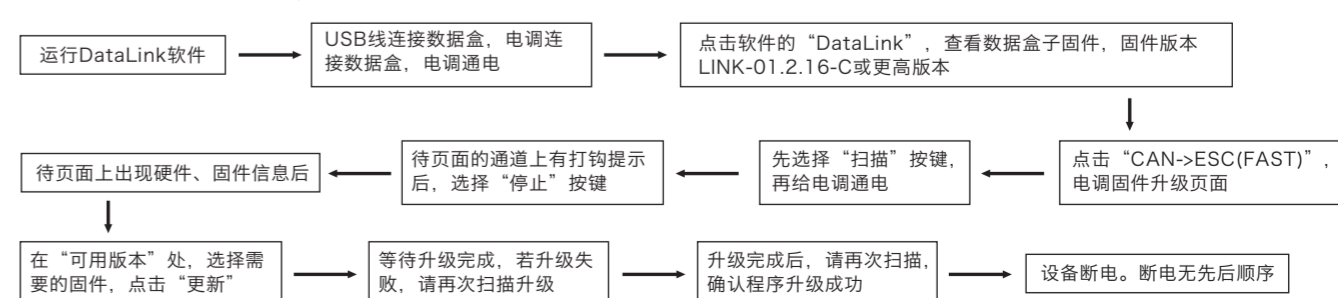 运行DataLink软件
USB线连接数据盒，电调连
接数据盒，电调通电
点击软件的“DataLink”，查看数据盒子固件，固件版本
LINK-01.2.16-C或更高版本
点击“CAN->ESC(FAST)”，
电调固件升级页面
先选择“扫描”按键，
再给电调通电
待页面的通道上有打钩提示
后，选择“停止”按键
待页面上出现硬件、固件信息后
在“可用版本”处，选择需
要的固件，点击“更新”
等待升级完成，若升级失
败，请再次扫描升级
升级完成后，请再次扫描，
确认程序升级成功
设备断电。断电无先后顺序